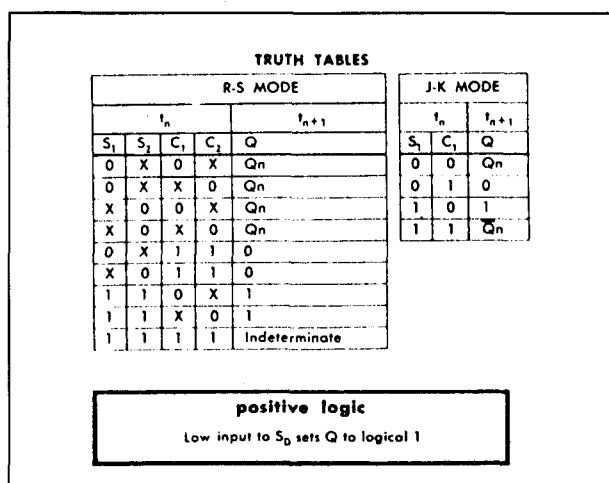 TRUTH TABLES
R-S MODE
tn tn+1
S1 S2 C1 C2 Q
0 X 0 X Qn
0 X X 0 Qn
X 0 0 X Qn
X 0 X 0 Qn
0 X 1 1 0
X 0 1 1 0
1 1 0 X 1
1 1 X 0 1
1 1 1 1 Indeterminate
J-K MODE
tn tn+1
S1 C1 Q
0 0 Qn
0 1 0
1 0 1
1 1 Q̅n
positive logic
Low input to SD sets Q to logical 1